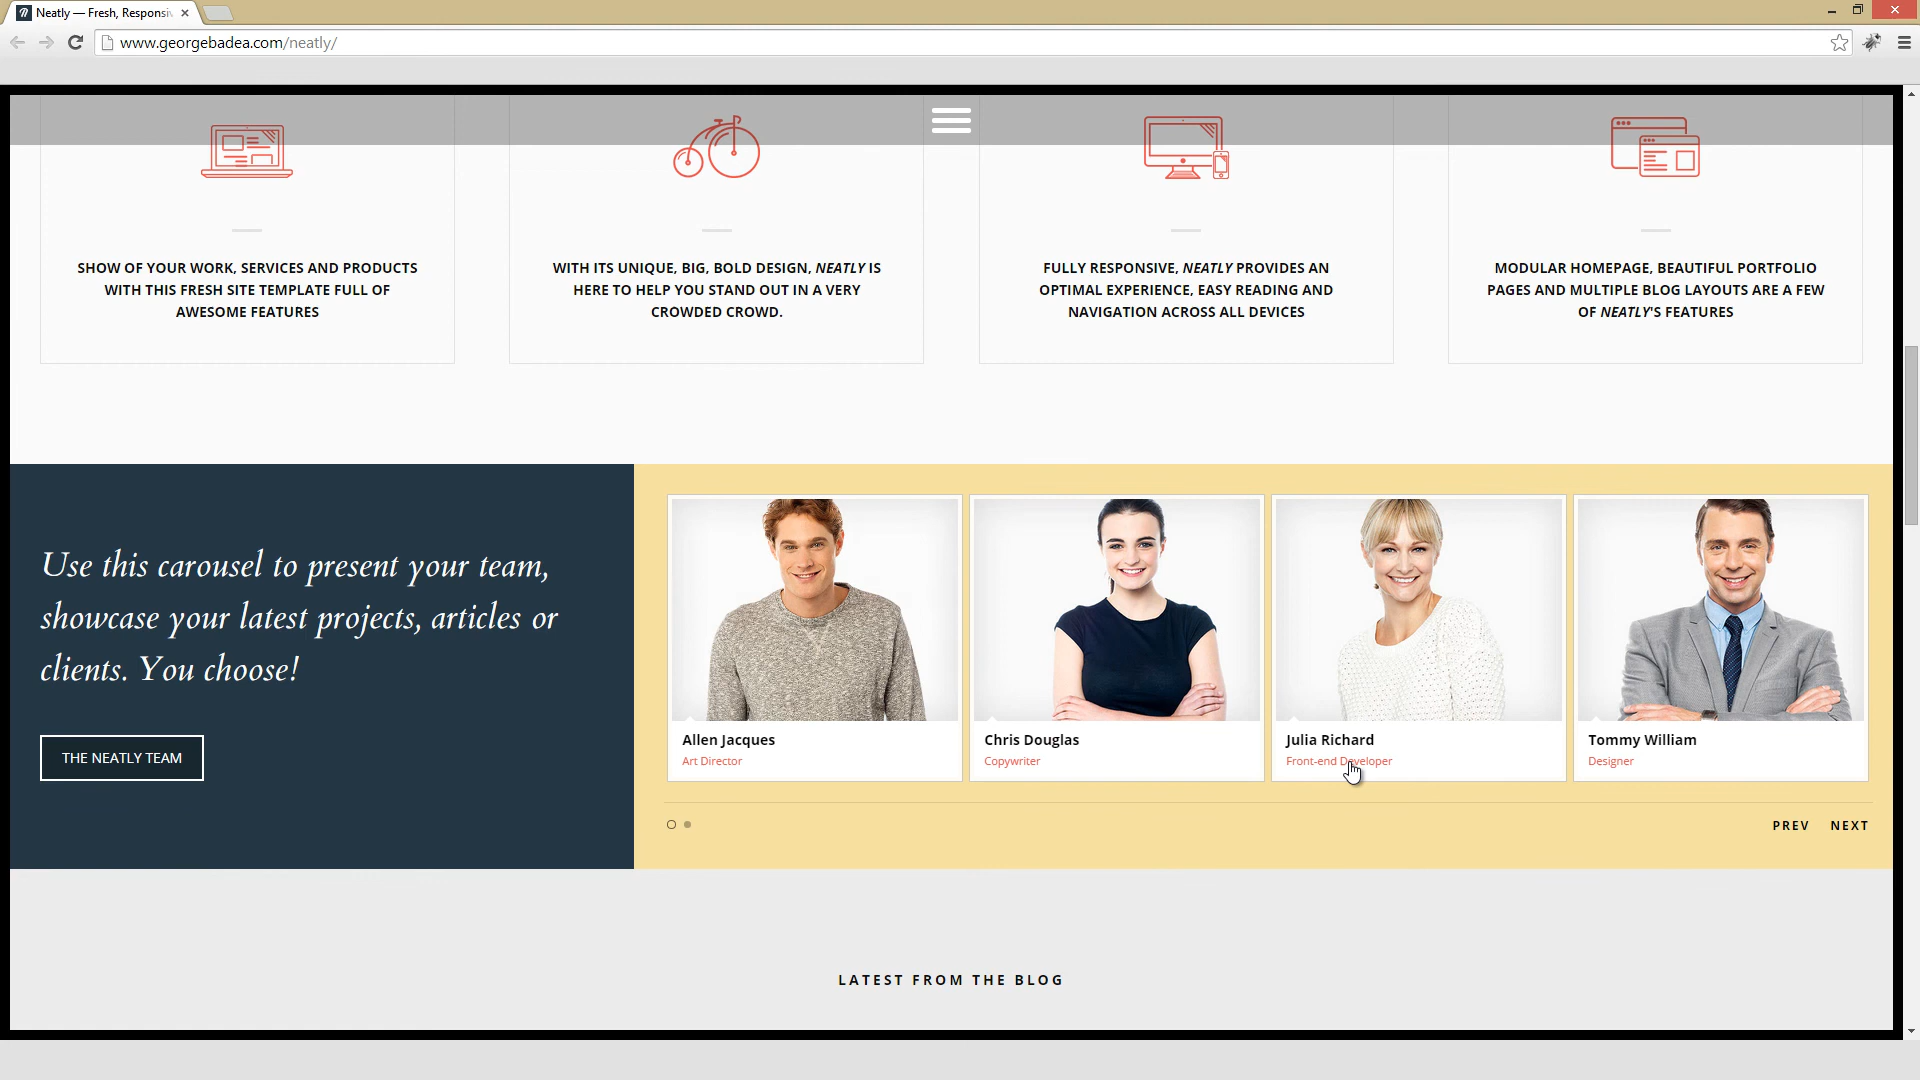 Neatly — Fresh, Responsiv
www.georgebadea.com/neatly/
SHOW OF YOUR WORK, SERVICES AND PRODUCTS
WITH THIS FRESH SITE TEMPLATE FULL OF
AWESOME FEATURES
WITH ITS UNIQUE, BIG, BOLD DESIGN, NEATLY IS
HERE TO HELP YOU STAND OUT IN A VERY
CROWDED CROWD.
FULLY RESPONSIVE, NEATLY PROVIDES AN
OPTIMAL EXPERIENCE, EASY READING AND
NAVIGATION ACROSS ALL DEVICES
MODULAR HOMEPAGE, BEAUTIFUL PORTFOLIO
PAGES AND MULTIPLE BLOG LAYOUTS ARE A FEW
OF NEATLY'S FEATURES
Use this carousel to present your team,
showcase your latest projects, articles or
clients. You choose!
THE NEATLY TEAM
Allen Jacques
Art Director
Chris Douglas
Copywriter
Julia Richard
Front-end Developer
Tommy William
Designer
PREV NEXT
LATEST FROM THE BLOG